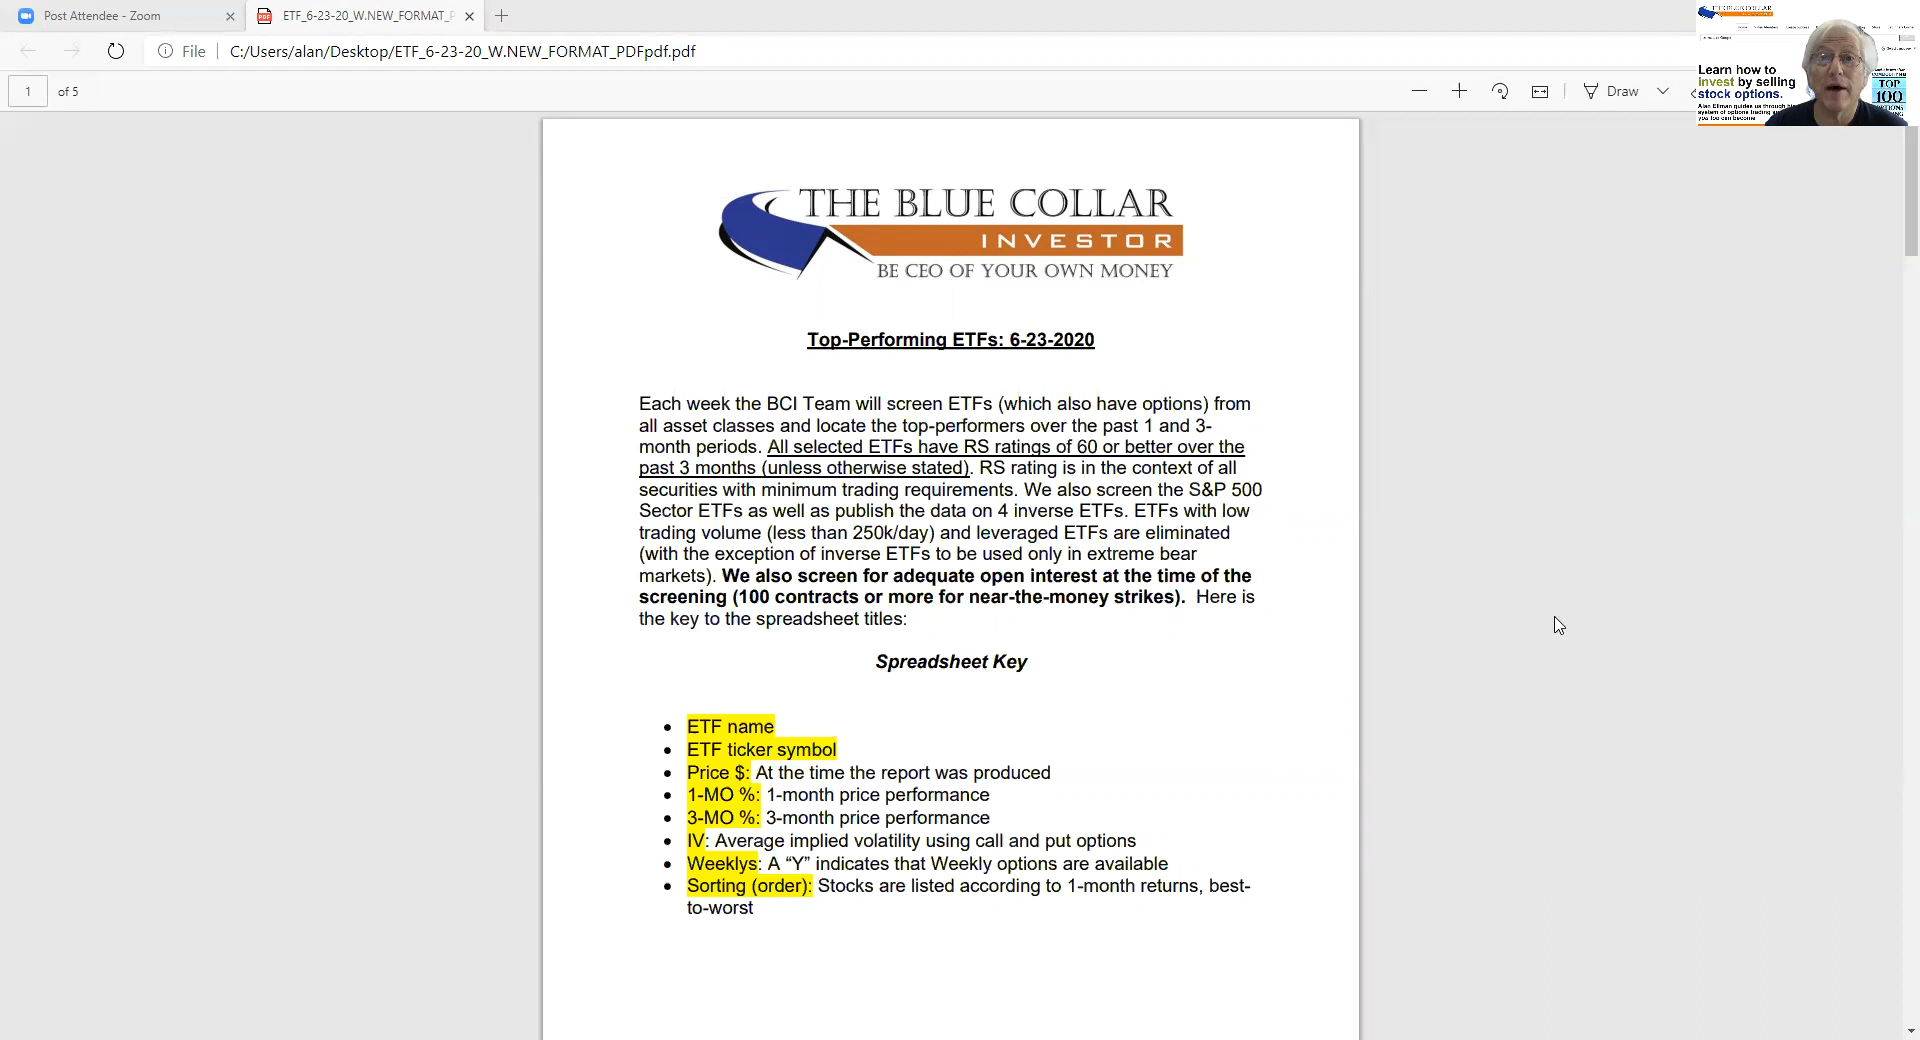 Post Attendee - Zoom
ETF_6-23-20_W.NEW_FORMAT_P
File
C:/Users/alan/Desktop/ETF_6-23-20_W.NEW_FORMAT_PDFpdf.pdf
1 of 5
Draw
Learn how to
invest by selling
stock options.
TOP
100
THE BLUE COLLAR
INVESTOR
BE CEO OF YOUR OWN MONEY
Top-Performing ETFs: 6-23-2020
Each week the BCI Team will screen ETFs (which also have options) from
all asset classes and locate the top-performers over the past 1 and 3-
month periods. All selected ETFs have RS ratings of 60 or better over the
past 3 months (unless otherwise stated). RS rating is in the context of all
securities with minimum trading requirements. We also screen the S&P 500
Sector ETFs as well as publish the data on 4 inverse ETFs. ETFs with low
trading volume (less than 250k/day) and leveraged ETFs are eliminated
(with the exception of inverse ETFs to be used only in extreme bear
markets). We also screen for adequate open interest at the time of the
screening (100 contracts or more for near-the-money strikes). Here is
the key to the spreadsheet titles:
Spreadsheet Key
• ETF name
• ETF ticker symbol
• Price $: At the time the report was produced
• 1-MO %: 1-month price performance
• 3-MO %: 3-month price performance
• IV: Average implied volatility using call and put options
• Weeklys: A “Y” indicates that Weekly options are available
• Sorting (order): Stocks are listed according to 1-month returns, best-
to-worst